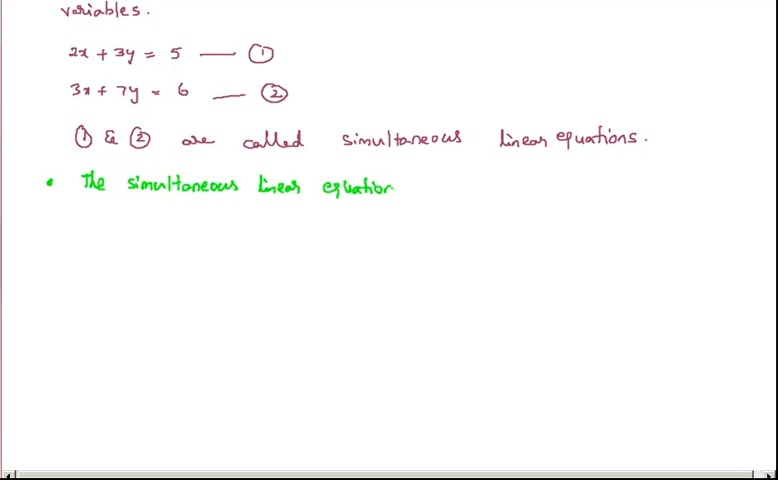 variables.
2x + 3y = 5 —— ①
3x + 7y = 6 —— ②
① & ② are called simultaneous linear equations.
• The simultaneous linear equation